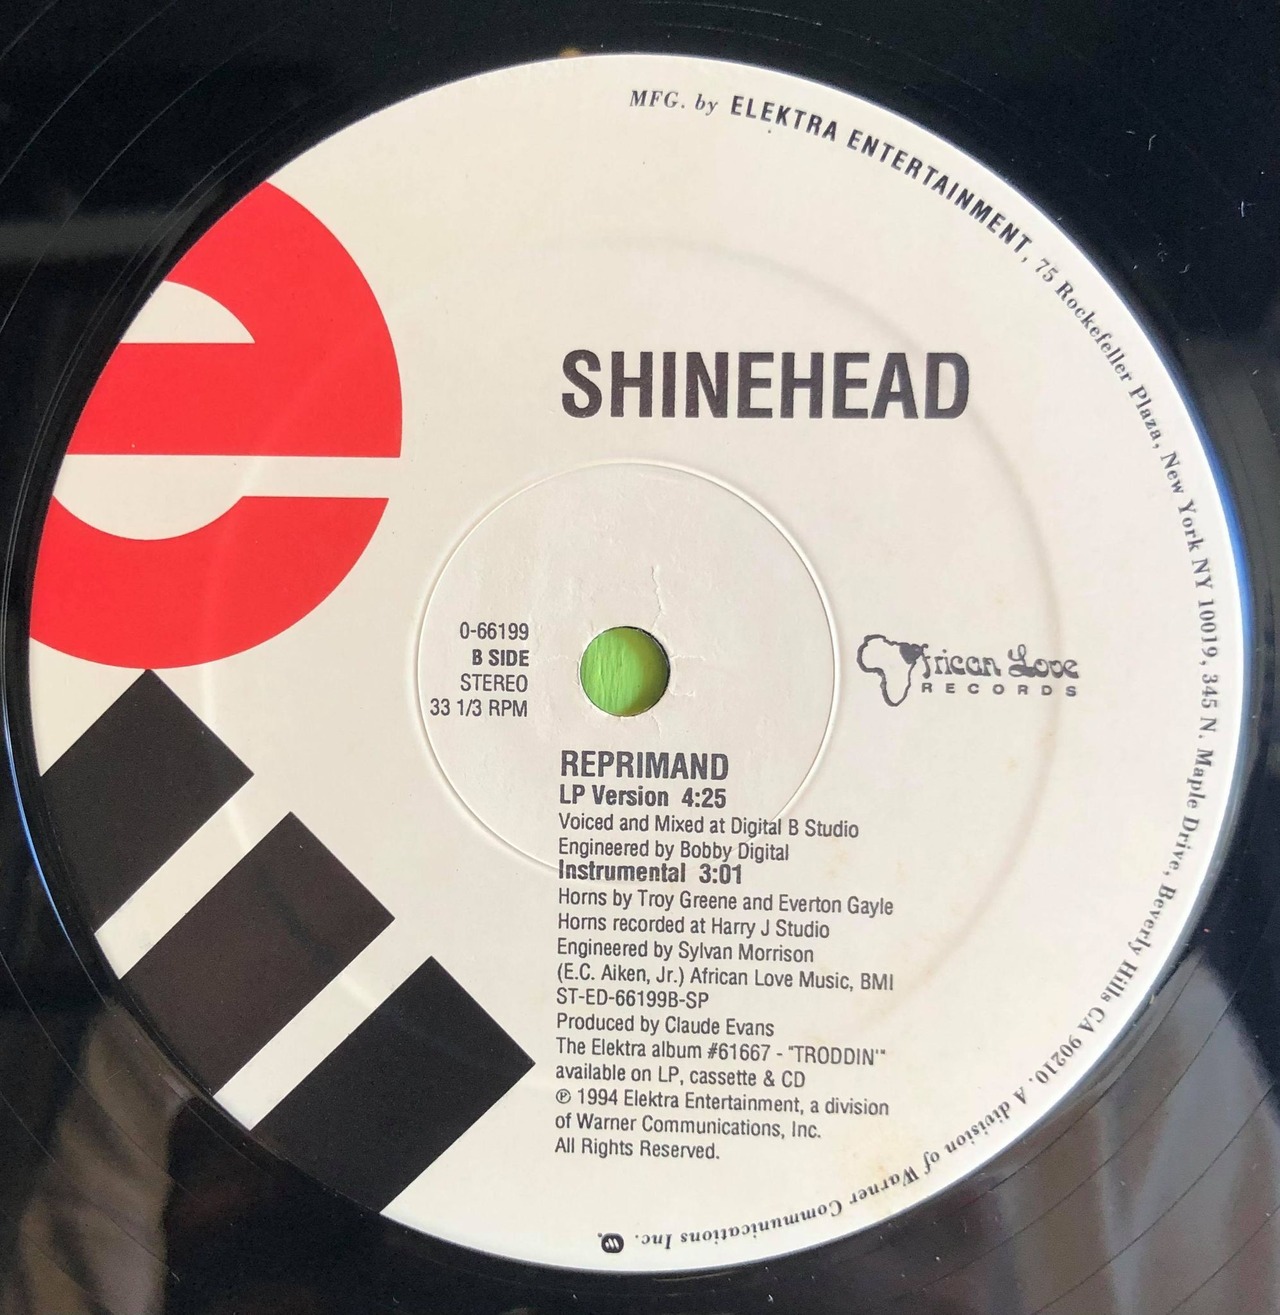 MFG. by ELEKTRA ENTERTAINMENT, 75 Rockefeller Plaza, New York NY 10019, 345 N. Maple Drive, Beverly Hills CA 90210. A division of Warner Communications Inc.
e
SHINEHEAD
0-66199
B SIDE
STEREO
33 1/3 RPM
African Love
RECORDS
REPRIMAND
LP Version 4:25
Voiced and Mixed at Digital B Studio
Engineered by Bobby Digital
Instrumental 3:01
Horns by Troy Greene and Everton Gayle
Horns recorded at Harry J Studio
Engineered by Sylvan Morrison
(E.C. Aiken, Jr.) African Love Music, BMI
ST-ED-66199B-SP
Produced by Claude Evans
The Elektra album #61667 - "TRODDIN'"
available on LP, cassette & CD
℗ 1994 Elektra Entertainment, a division
of Warner Communications, Inc.
All Rights Reserved.